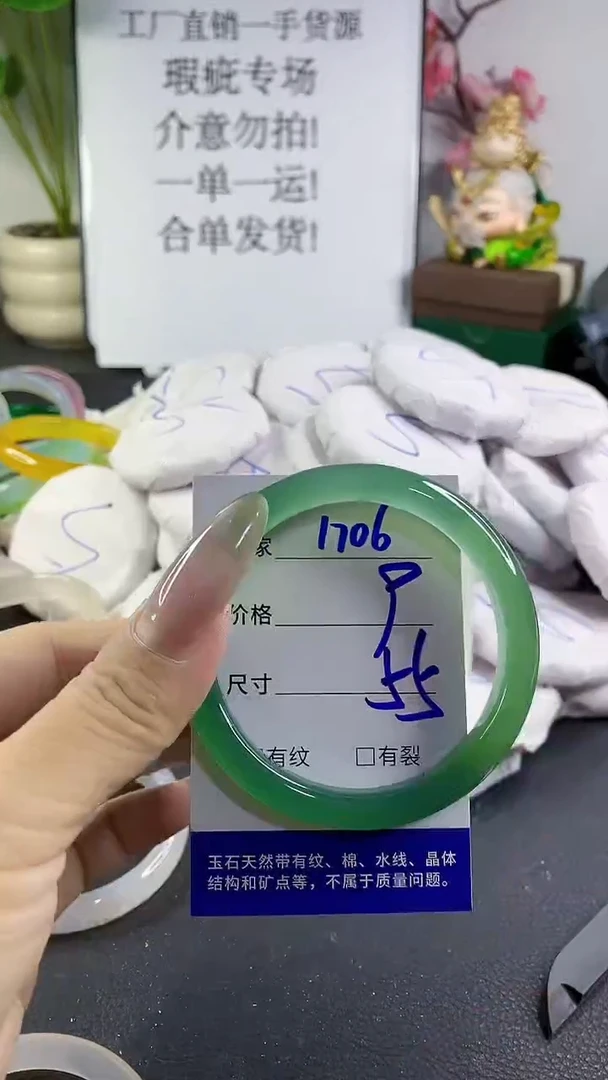 工厂直销一手货源
瑕疵专场
介意勿拍!
一单一运!
合单发货!
家 1706
价格
尺寸 55
有纹 □有裂
玉石天然带有纹、棉、水线、晶体
结构和矿点等，不属于质量问题。